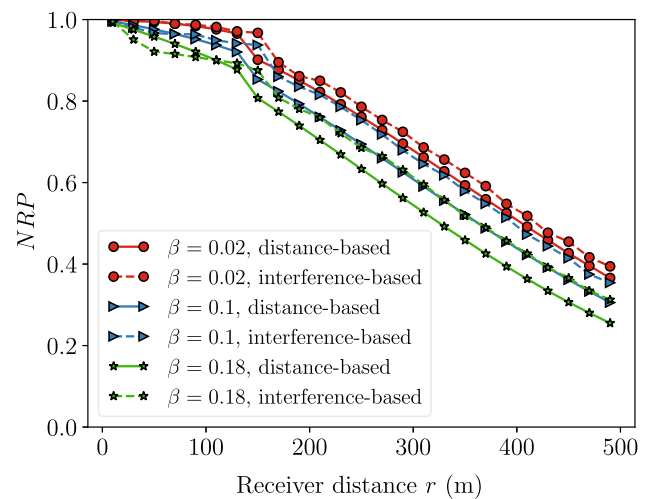 1.0
0.8
0.6
0.4
0.2
0.0
NRP
β = 0.02, distance-based
β = 0.02, interference-based
β = 0.1, distance-based
β = 0.1, interference-based
β = 0.18, distance-based
β = 0.18, interference-based
0 100 200 300 400 500
Receiver distance r (m)